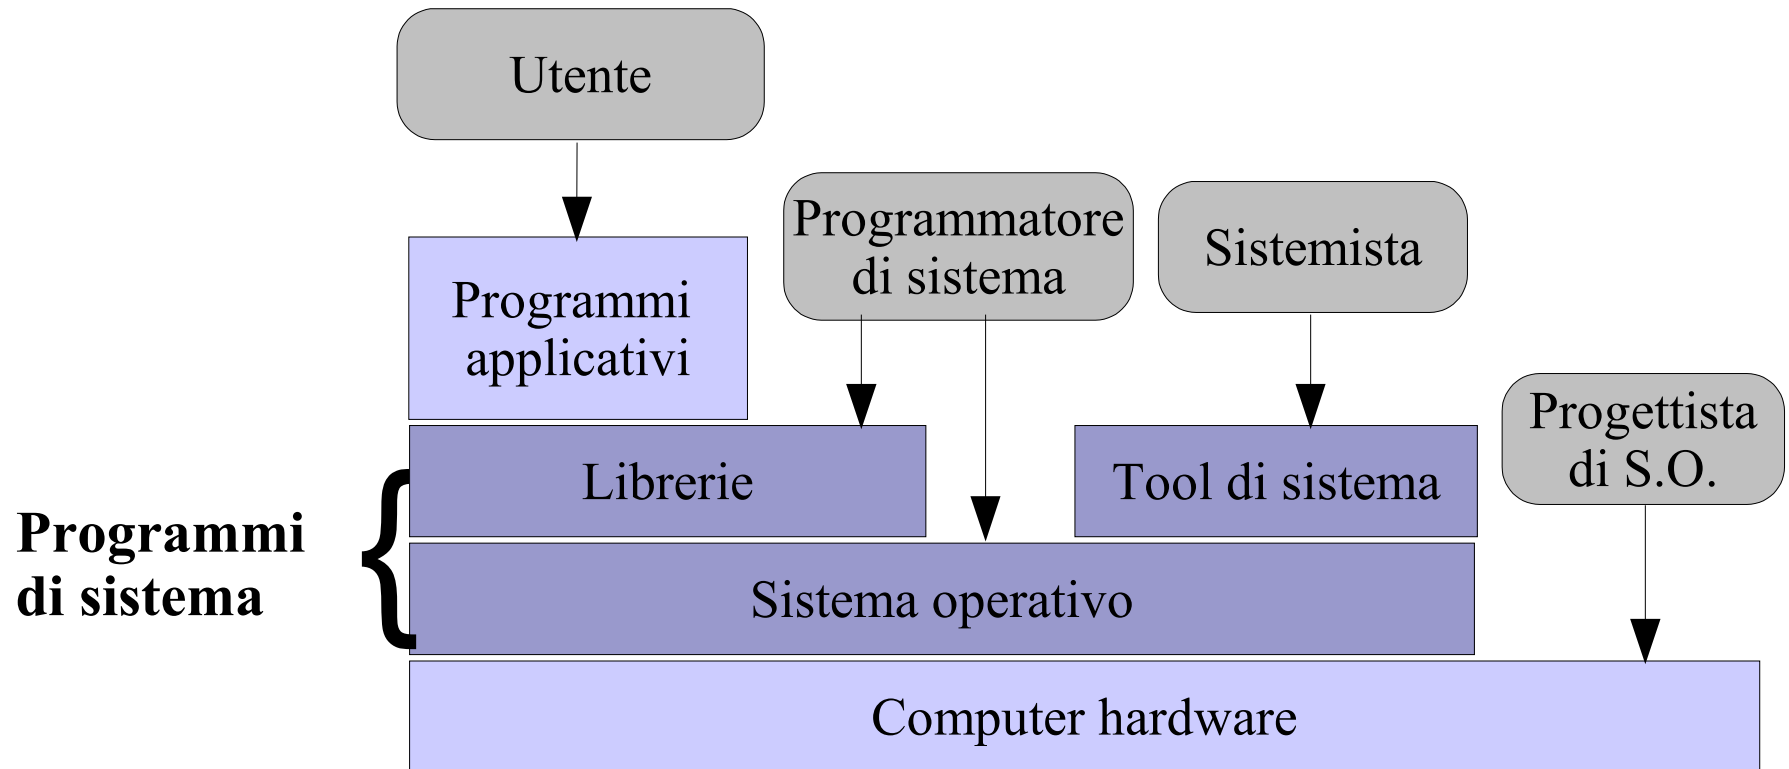 Utente
Programmatore
di sistema
Sistemista
Programmi
applicativi
Progettista
di S.O.
Librerie
Tool di sistema
Programmi
di sistema
Sistema operativo
Computer hardware